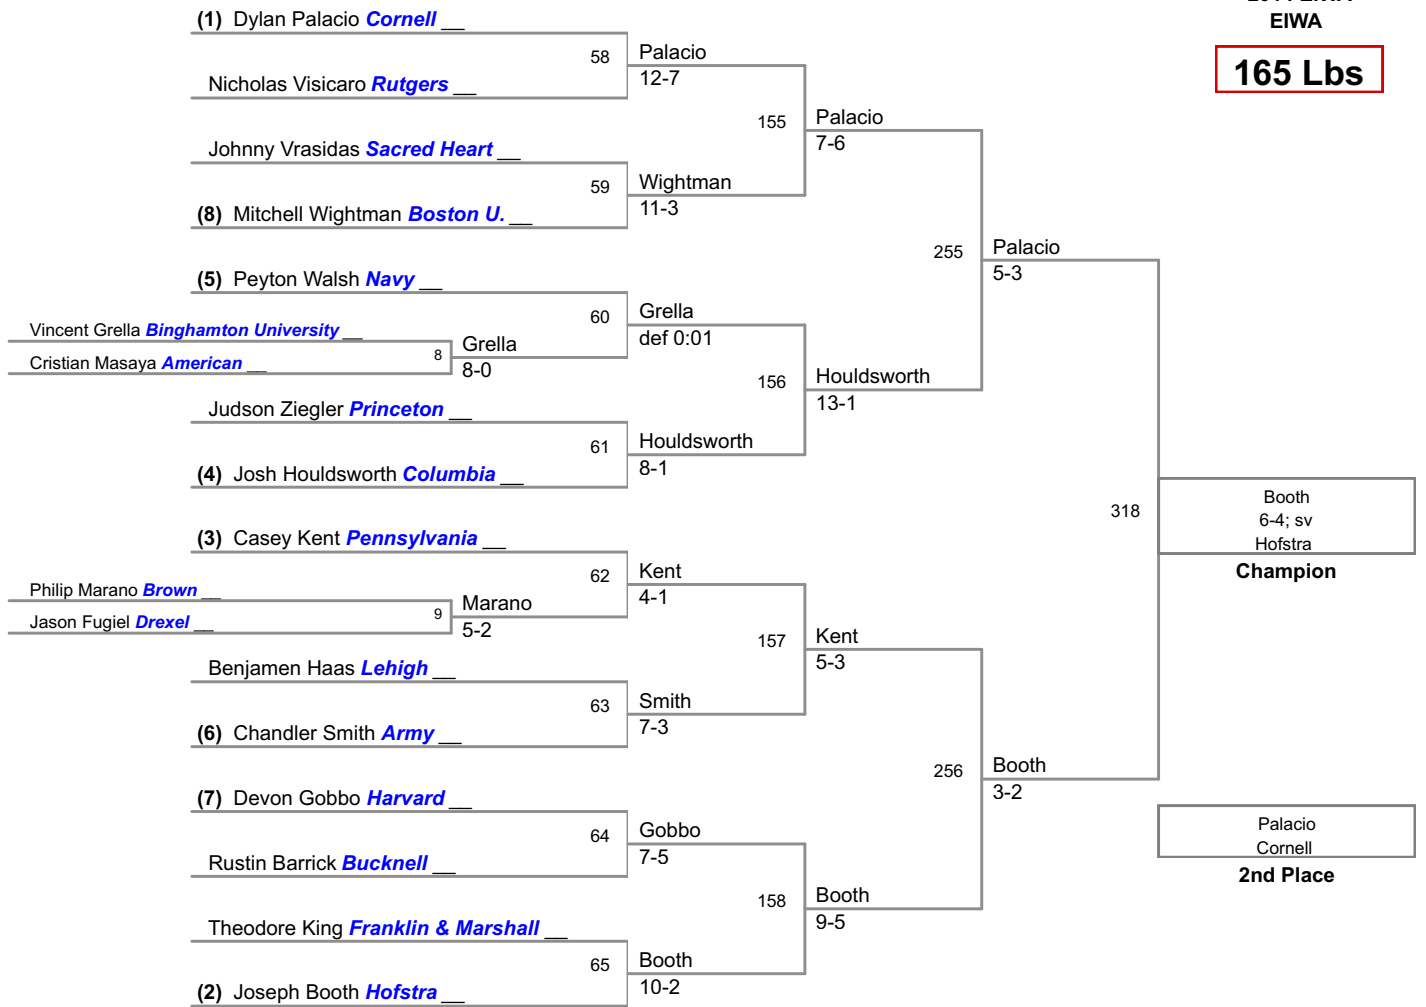 EIWA
165 Lbs
(1) Dylan Palacio Cornell __
58
Palacio
12-7
Nicholas Visicaro Rutgers __
155
Palacio
7-6
Johnny Vrasidas Sacred Heart __
59
Wightman
11-3
(8) Mitchell Wightman Boston U. __
255
Palacio
5-3
(5) Peyton Walsh Navy __
60
Grella
def 0:01
Vincent Grella Binghamton University __
8
Grella
8-0
Cristian Masaya American __
156
Houldsworth
13-1
Judson Ziegler Princeton __
61
Houldsworth
8-1
(4) Josh Houldsworth Columbia __
318
Booth
6-4; sv
Hofstra
Champion
(3) Casey Kent Pennsylvania __
62
Kent
4-1
Philip Marano Brown __
9
Marano
5-2
Jason Fugiel Drexel __
157
Kent
5-3
Benjamen Haas Lehigh __
63
Smith
7-3
(6) Chandler Smith Army __
256
Booth
3-2
(7) Devon Gobbo Harvard __
64
Gobbo
7-5
Rustin Barrick Bucknell __
158
Booth
9-5
Theodore King Franklin & Marshall __
65
Booth
10-2
(2) Joseph Booth Hofstra __
Palacio
Cornell
2nd Place